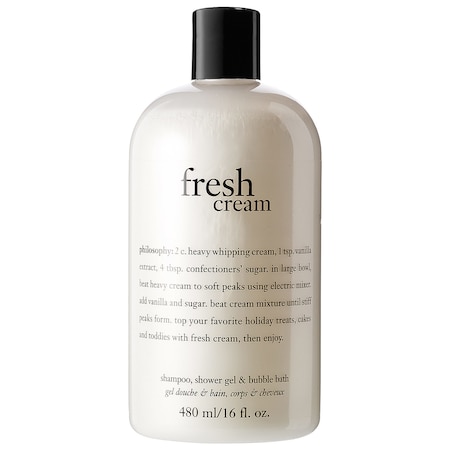 fresh
cream
philosophy: 2 c. heavy whipping cream, 1 tsp. vanilla
extract, 4 tbsp. confectioners' sugar. in large bowl,
beat heavy cream to soft peaks using electric mixer.
add vanilla and sugar. beat cream mixture until stiff
peaks form. top your favorite holiday treats, cakes
and toddies with fresh cream, then enjoy.
shampoo, shower gel & bubble bath
gel douche & bain, corps & cheveux
480 ml/16 fl. oz.